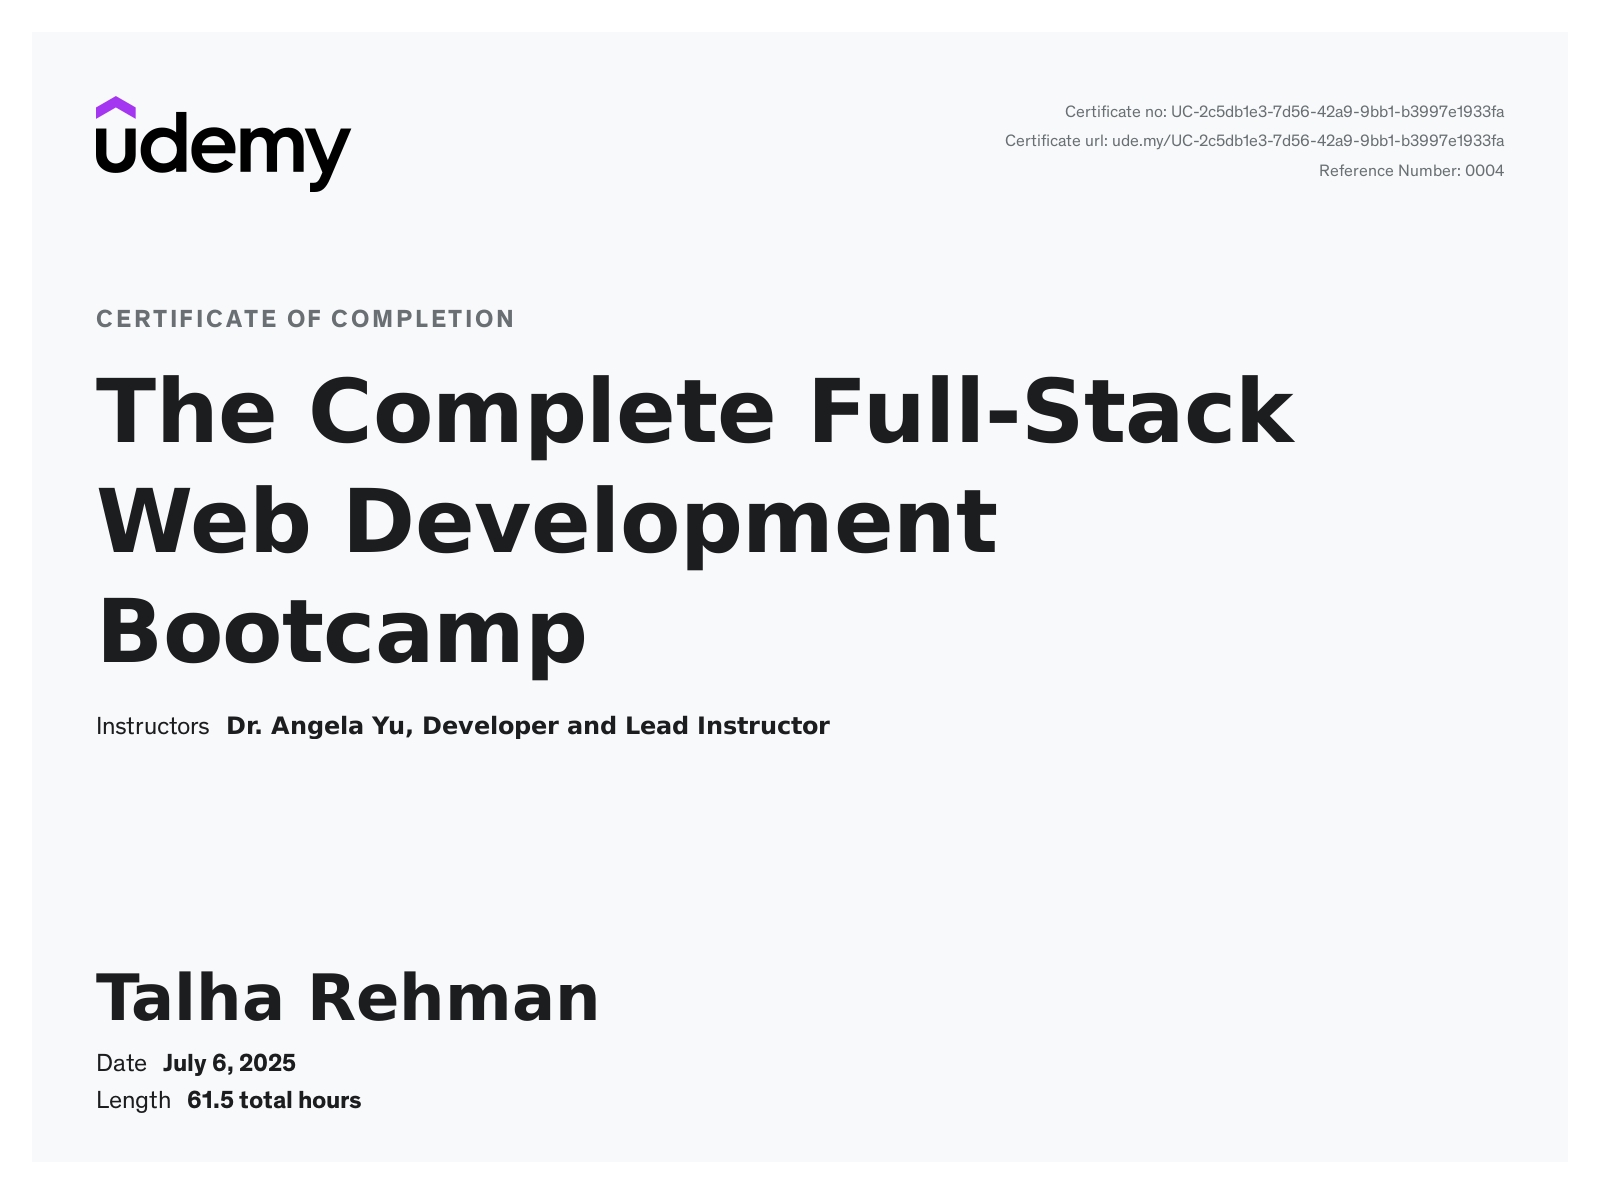 udemy
Certificate no: UC-2c5db1e3-7d56-42a9-9bb1-b3997e1933fa
Certificate url: ude.my/UC-2c5db1e3-7d56-42a9-9bb1-b3997e1933fa
Reference Number: 0004
CERTIFICATE OF COMPLETION
The Complete Full-Stack
Web Development
Bootcamp
Instructors Dr. Angela Yu, Developer and Lead Instructor
Talha Rehman
Date July 6, 2025
Length 61.5 total hours